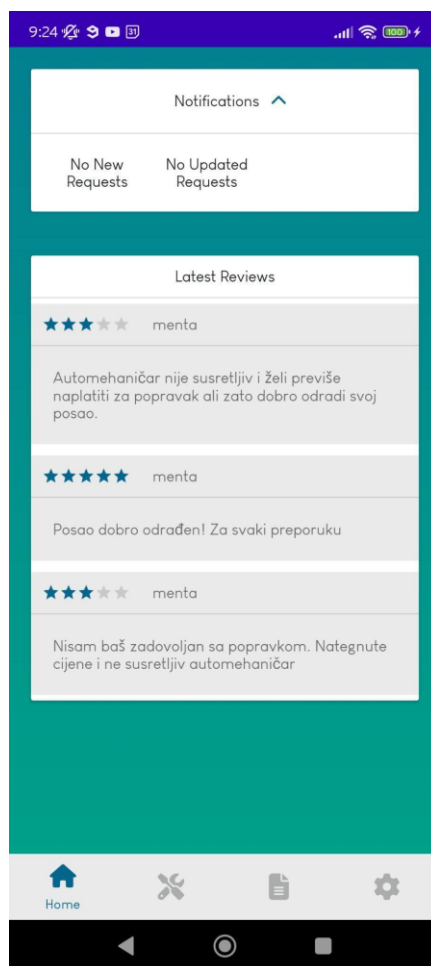 9:24
31
100
Notifications
No New
Requests
No Updated
Requests
Latest Reviews
menta
Automehaničar nije susretljiv i želi previše
naplatiti za popravak ali zato dobro odradi svoj
posao.
menta
Posao dobro odrađen! Za svaki preporuku
menta
Nisam baš zadovoljan sa popravkom. Nategnute
cijene i ne susretljiv automehaničar
Home